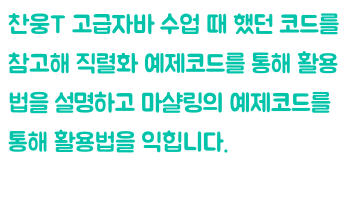 찬웅T 고급자바 수업 때 했던 코드를
참고해 직렬화 예제코드를 통해 활용
법을 설명하고 마샬링의 예제코드를
통해 활용법을 익힙니다.